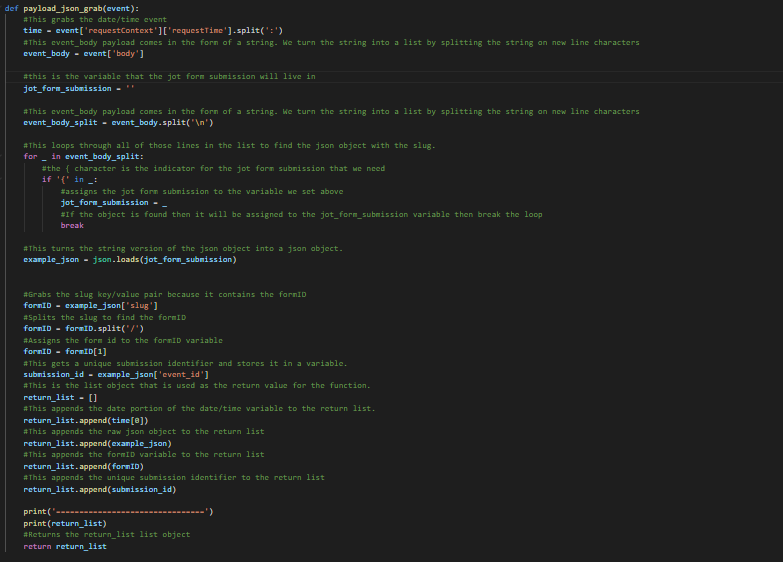 def payload_json_grab(event):
#This grabs the date/time event
time = event['requestContext']['requestTime'].split(':')
#This event_body payload comes in the form of a string. We turn the string into a list by splitting the string on new line characters
event_body = event['body']
#this is the variable that the jot form submission will live in
jot_form_submission = ''
#This event_body payload comes in the form of a string. We turn the string into a list by splitting the string on new line characters
event_body_split = event_body.split('\n')
#This loops through all of those lines in the list to find the json object with the slug.
for _ in event_body_split:
#the { character is the indicator for the jot form submission that we need
if '{' in _:
#assigns the jot form submission to the variable we set above
jot_form_submission = _
#If the object is found then it will be assigned to the jot_form_submission variable then break the loop
break
#This turns the string version of the json object into a json object.
example_json = json.loads(jot_form_submission)
#Grabs the slug key/value pair because it contains the formID
formID = example_json['slug']
#Splits the slug to find the formID
formID = formID.split('/')
#Assigns the form id to the formID variable
formID = formID[1]
#This gets a unique submission identifier and stores it in a variable.
submission_id = example_json['event_id']
#This is the list object that is used as the return value for the function.
return_list = []
#This appends the date portion of the date/time variable to the return list.
return_list.append(time[0])
#This appends the raw json object to the return list
return_list.append(example_json)
#This appends the formID variable to the return list
return_list.append(formID)
#This appends the unique submission identifier to the return list
return_list.append(submission_id)
print('--------------------------------')
print(return_list)
#Returns the return_list list object
return return_list